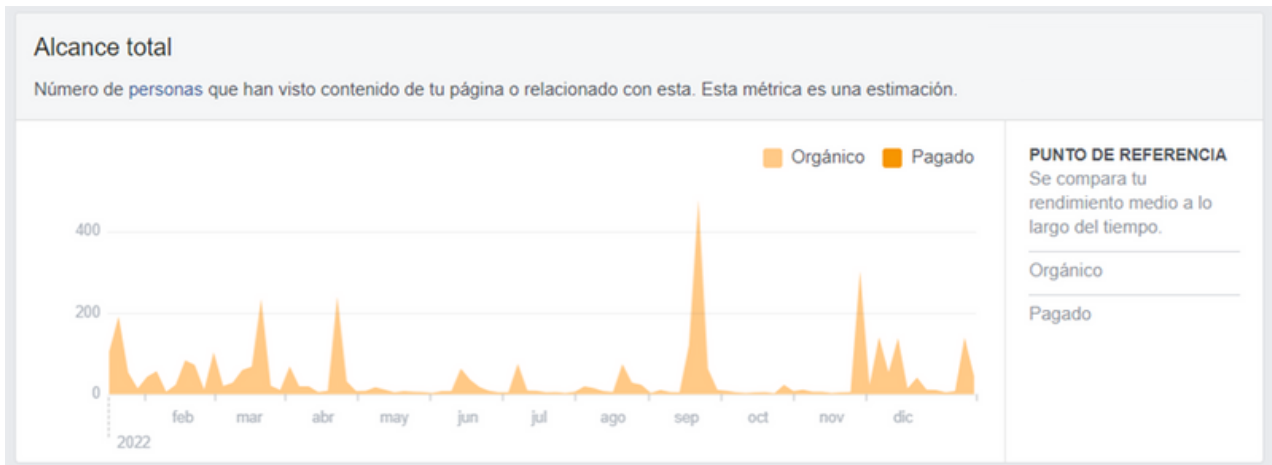 Alcance total
Número de personas que han visto contenido de tu página o relacionado con esta. Esta métrica es una estimación.
Orgánico Pagado
400
200
0
feb mar abr may jun jul ago sep oct nov dic
2022
PUNTO DE REFERENCIA
Se compara tu
rendimiento medio a lo
largo del tiempo.
Orgánico
Pagado